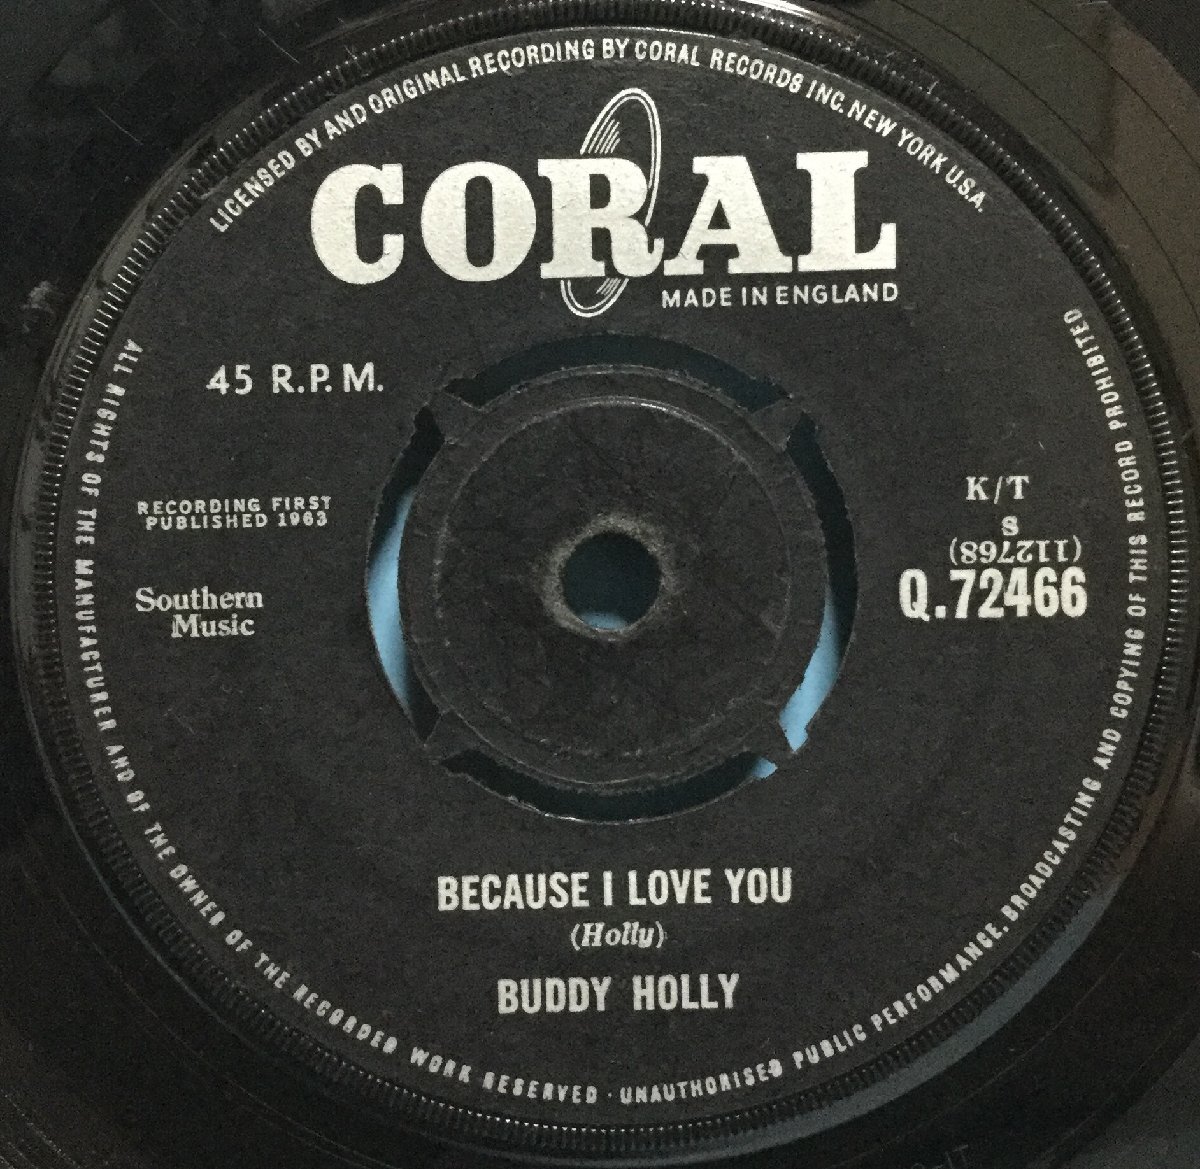 LICENSED BY AND ORIGINAL RECORDING BY CORAL RECORDS INC. NEW YORK U.S.A.
CORAL
MADE IN ENGLAND
45 R.P.M.
RECORDING FIRST
PUBLISHED 1963
Southern
Music
K/T
S
(112768)
Q.72466
BECAUSE I LOVE YOU
(Holly)
BUDDY HOLLY
ALL RIGHTS OF THE MANUFACTURER AND OF THE OWNER OF THE RECORDED WORK RESERVED · UNAUTHORISED PUBLIC PERFORMANCE, BROADCASTING AND COPYING OF THIS RECORD PROHIBITED